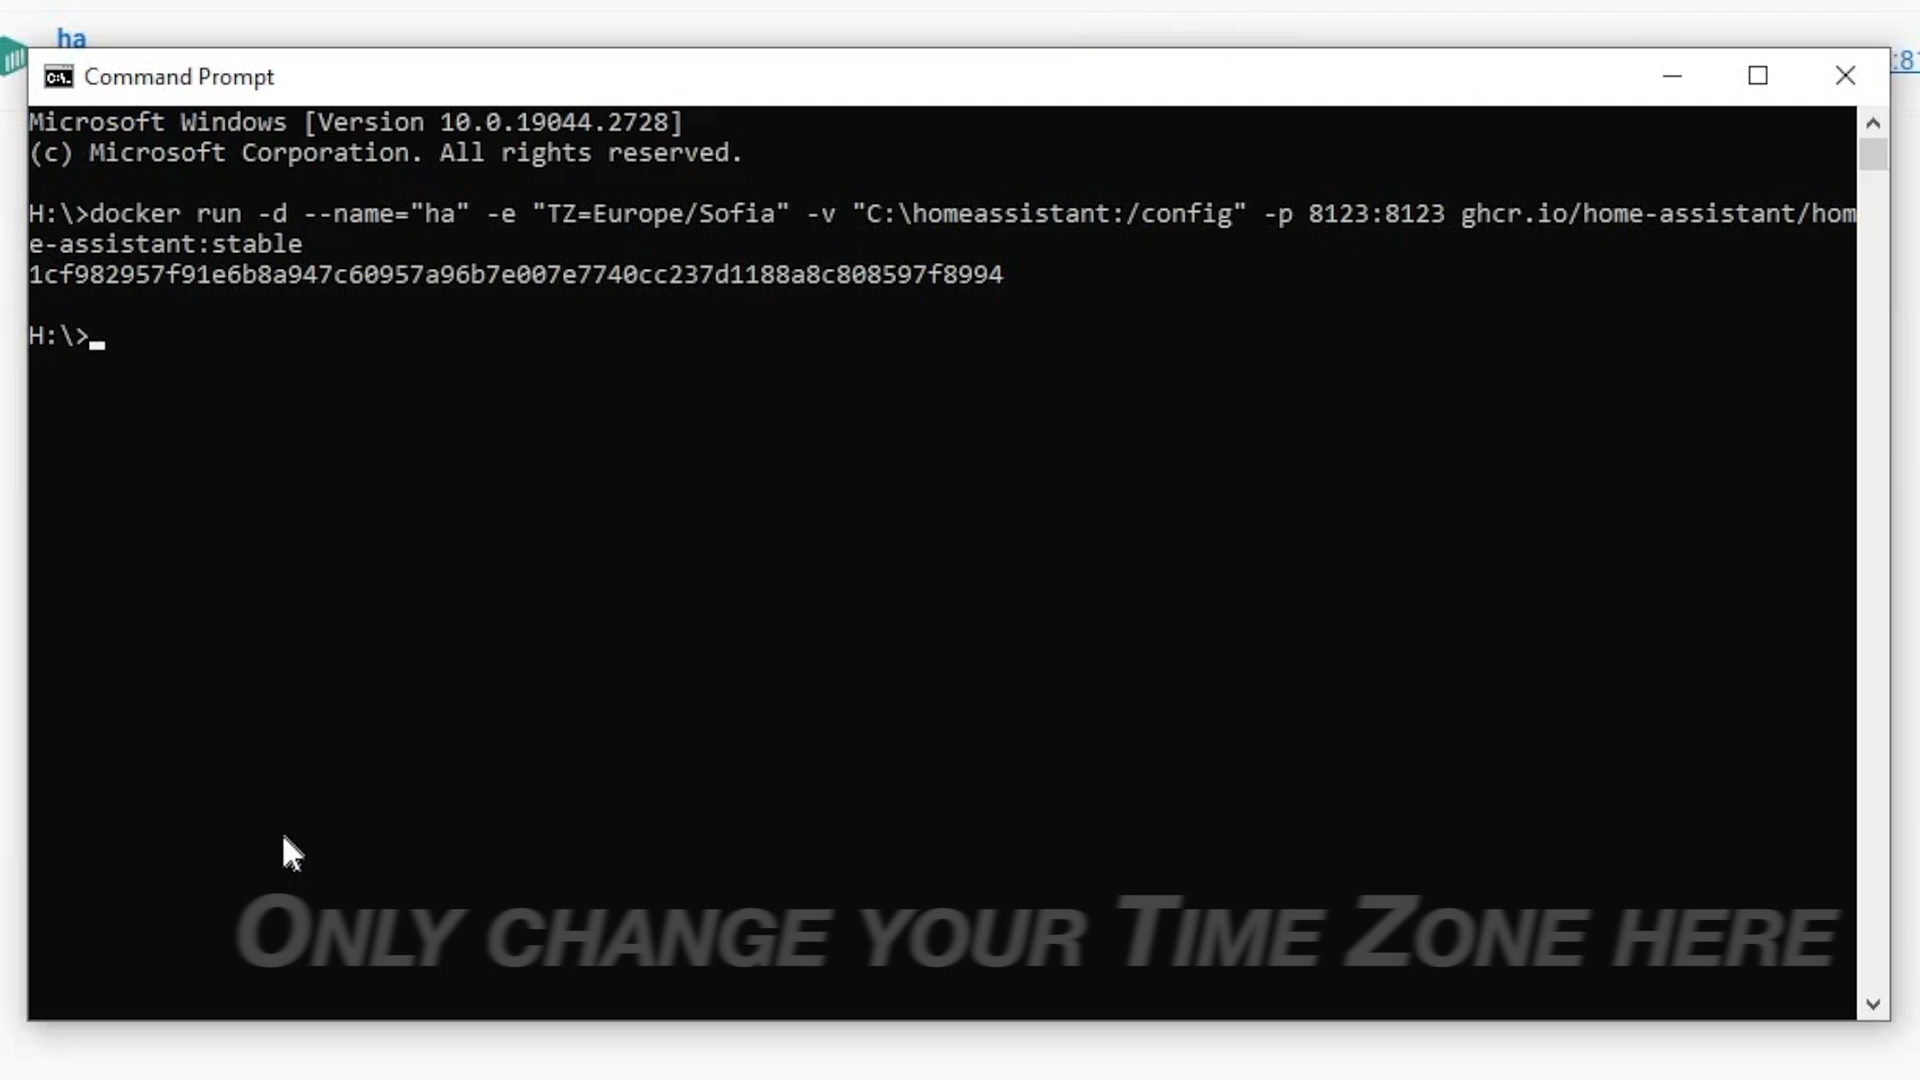 ha
:81
Command Prompt
Microsoft Windows [Version 10.0.19044.2728]
(c) Microsoft Corporation. All rights reserved.
H:\>docker run -d --name="ha" -e "TZ=Europe/Sofia" -v "C:\homeassistant:/config" -p 8123:8123 ghcr.io/home-assistant/hom
e-assistant:stable
1cf982957f91e6b8a947c60957a96b7e007e7740cc237d1188a8c808597f8994
H:\>
ONLY CHANGE YOUR TIME ZONE HERE